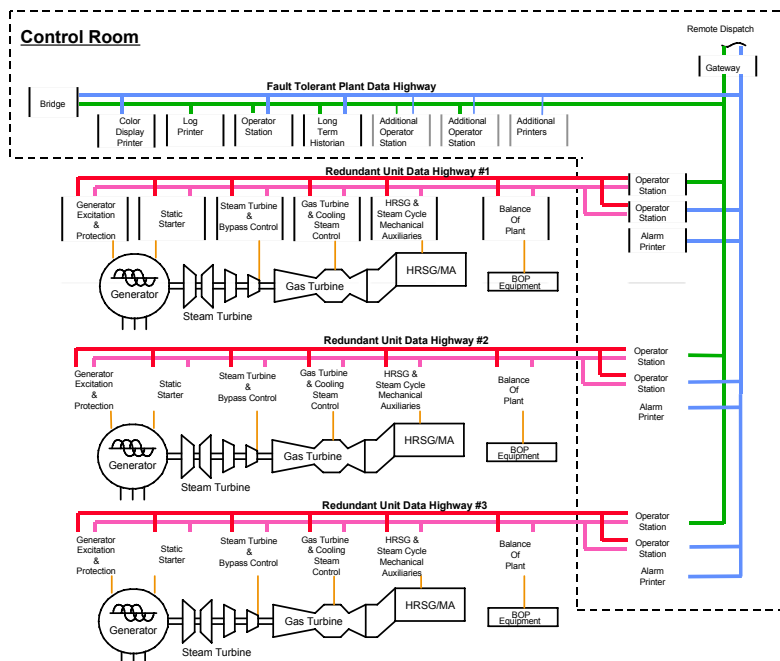 Control Room
Remote Dispatch
Gateway
Fault Tolerant Plant Data Highway
Bridge
Color
Display
Printer
Log
Printer
Operator
Station
Long
Term
Historian
Additional
Operator
Station
Additional
Operator
Station
Additional
Printers
Redundant Unit Data Highway #1
Generator
Excitation
&
Protection
Static
Starter
Steam Turbine
&
Bypass Control
Gas Turbine
& Cooling
Steam
Control
HRSG &
Steam Cycle
Mechanical
Auxiliaries
Balance
Of
Plant
Operator
Station
Operator
Station
Alarm
Printer
Generator
Steam Turbine
Gas Turbine
HRSG/MA
BOP
Equipment
Redundant Unit Data Highway #2
Generator
Excitation
&
Protection
Static
Starter
Steam Turbine
&
Bypass Control
Gas Turbine
& Cooling
Steam
Control
HRSG &
Steam Cycle
Mechanical
Auxiliaries
Balance
Of
Plant
Operator
Station
Operator
Station
Alarm
Printer
Generator
Steam Turbine
Gas Turbine
HRSG/MA
BOP
Equipment
Redundant Unit Data Highway #3
Generator
Excitation
&
Protection
Static
Starter
Steam Turbine
&
Bypass Control
Gas Turbine
& Cooling
Steam
Control
HRSG &
Steam Cycle
Mechanical
Auxiliaries
Balance
Of
Plant
Operator
Station
Operator
Station
Alarm
Printer
Generator
Steam Turbine
Gas Turbine
HRSG/MA
BOP
Equipment